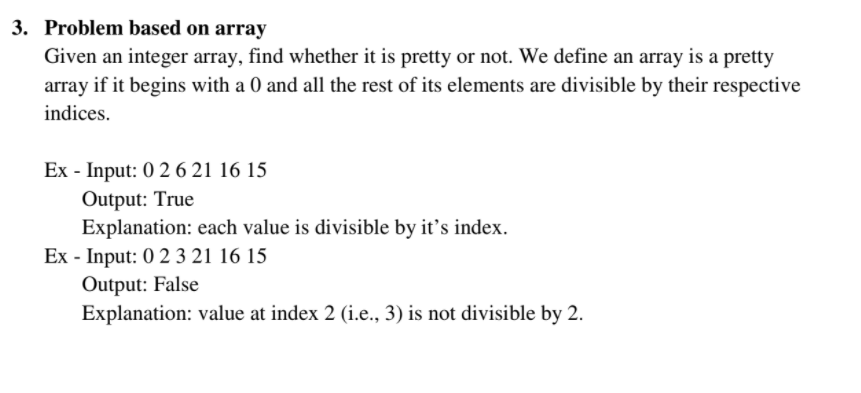 3. Problem based on array
Given an integer array, find whether it is pretty or not. We define an array is a pretty
array if it begins with a 0 and all the rest of its elements are divisible by their respective
indices.
Ex - Input: 0 2 6 21 16 15
Output: True
Explanation: each value is divisible by it’s index.
Ex - Input: 0 2 3 21 16 15
Output: False
Explanation: value at index 2 (i.e., 3) is not divisible by 2.